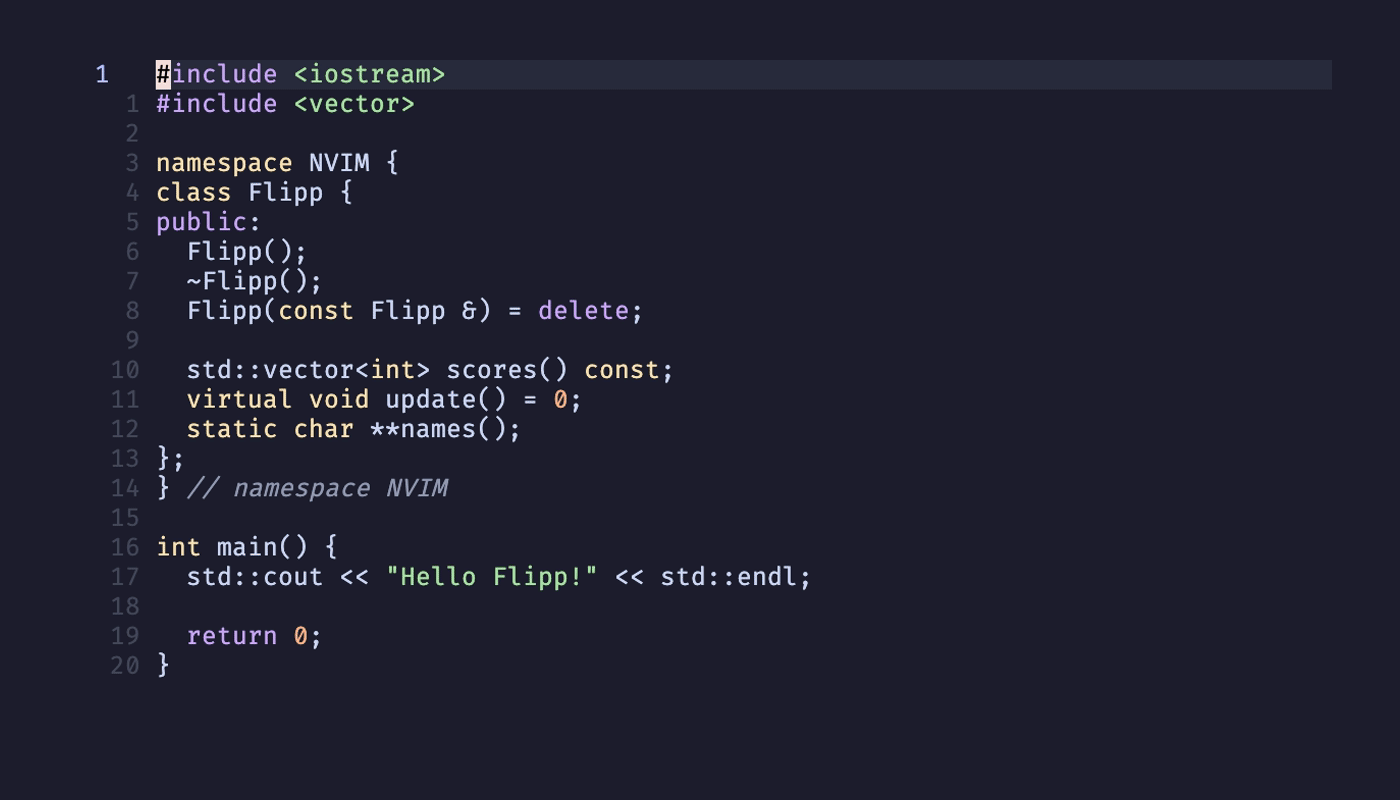 1 #include <iostream>
1 #include <vector>
2
3 namespace NVIM {
4 class Flipp {
5 public:
6   Flipp();
7   ~Flipp();
8   Flipp(const Flipp &) = delete;
9
10   std::vector<int> scores() const;
11   virtual void update() = 0;
12   static char **names();
13 };
14 } // namespace NVIM
15
16 int main() {
17   std::cout << "Hello Flipp!" << std::endl;
18
19   return 0;
20 }